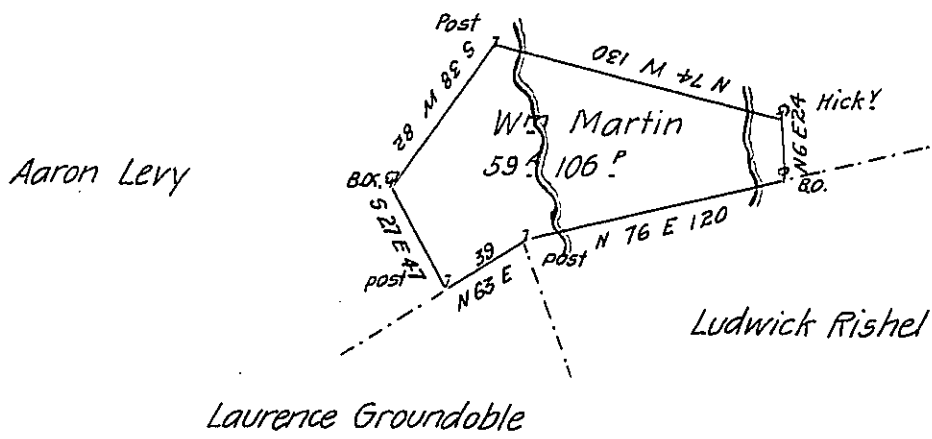 Post
S 38 W 82
N 74 W 130
Hick.Y
N 6 E 24
B.O.
Wm Martin
59 A 106 P
Aaron Levy
B.O.
S 27 E 47
Post
39
N 63 E
Post
N 76 E 120
Ludwick Rishel
Laurence Groundoble